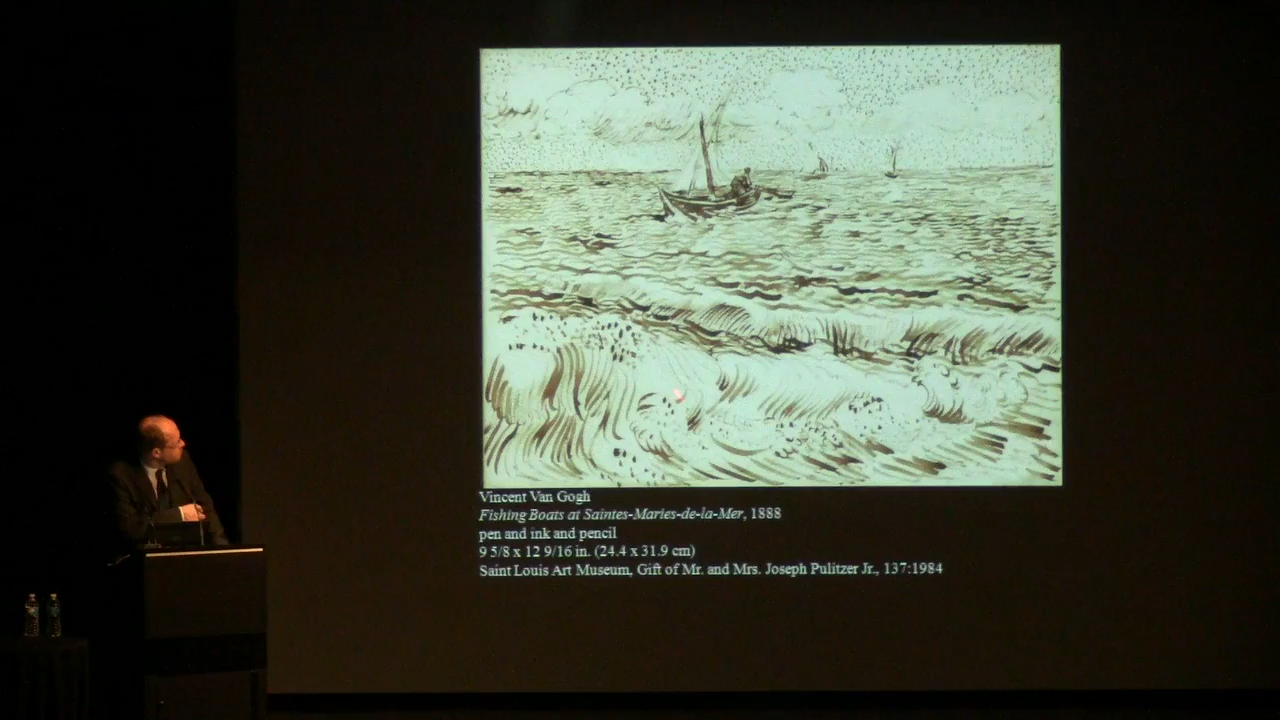 Vincent Van Gogh
Fishing Boats at Saintes-Maries-de-la-Mer, 1888
pen and ink and pencil
9 5/8 x 12 9/16 in. (24.4 x 31.9 cm)
Saint Louis Art Museum, Gift of Mr. and Mrs. Joseph Pulitzer Jr., 137:1984